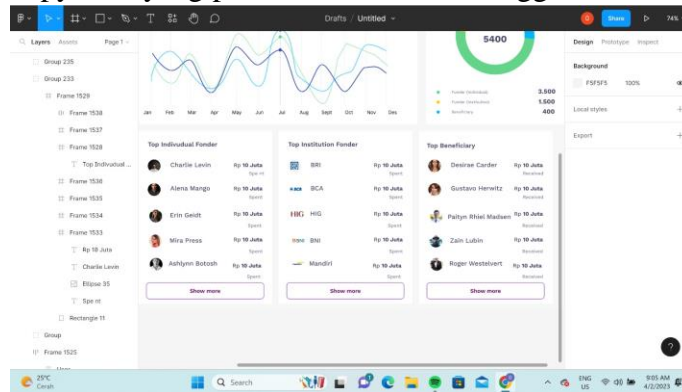 Drafts / Untitled
Share
74%
Layers Assets Page 1
Design Prototype Inspect
Group 235
Group 233
Frame 1529
Frame 1538
Frame 1537
Frame 1528
Top Indivudual ...
Frame 1536
Frame 1535
Frame 1534
Frame 1533
Rp 10 Juta
Charlie Levin
Ellipse 35
Spe nt
Rectangle 11
Group
Frame 1525
5400
3.500
1.500
Beneficiary 400
Jan Feb Mar Apr May Jun Jul Aug Sept Oct Nov Des
Top Indivudual Fonder
Charlie Levin Rp 10 Juta
Spe nt
Alena Mango Rp 10 Juta
Spent
Erin Geidt Rp 10 Juta
Spent
Mira Press Rp 10 Juta
Spent
Ashlynn Botosh Rp 10 Juta
Spent
Show more
Top Institution Fonder
BRI Rp 10 Juta
Spent
BCA Rp 10 Juta
Spent
HIG Rp 10 Juta
Spent
BNI Rp 10 Juta
Spent
Mandiri Rp 10 Juta
Spent
Show more
Top Beneficiary
Desirae Carder Rp 10 Juta
Received
Gustavo Herwitz Rp 10 Juta
Received
Paityn Rhiel Madsen Rp 10 Juta
Received
Zain Lubin Rp 10 Juta
Received
Roger Westelvert Rp 10 Juta
Received
Show more
Background
F5F5F5 100%
Local styles
Export
25°C
Cerah
Search
ENG
US
9:05 AM
4/2/2023